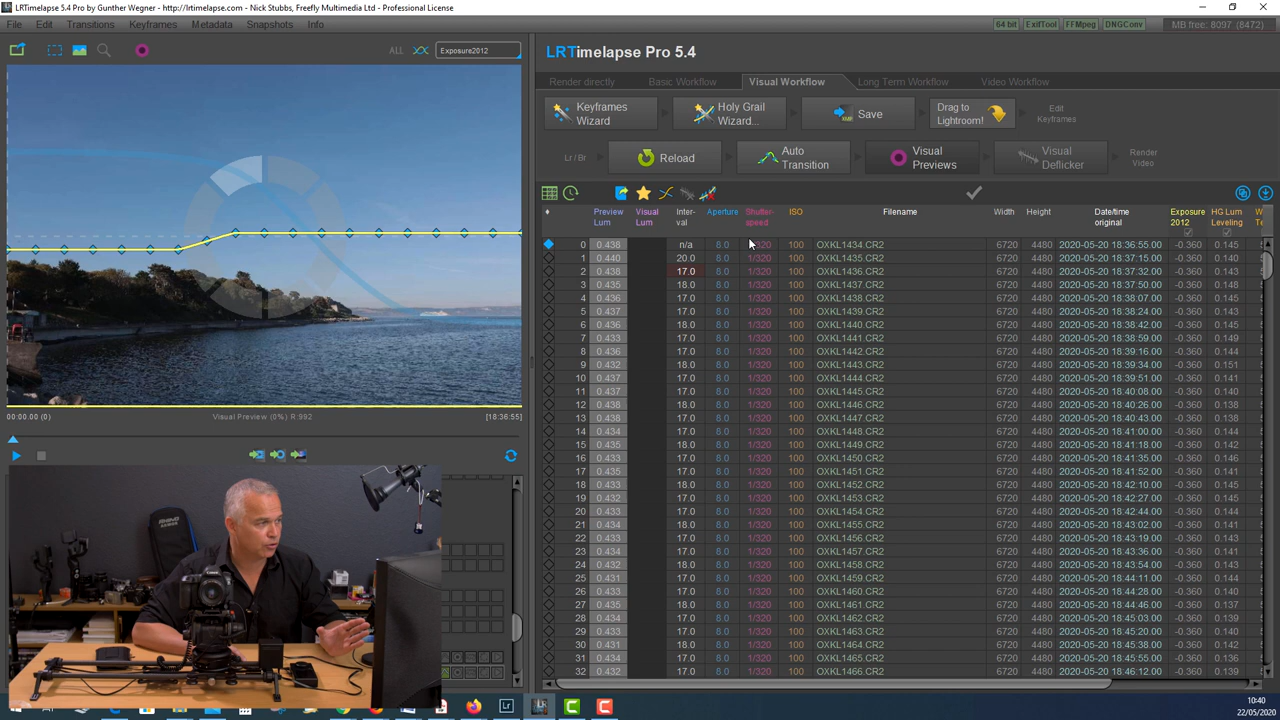 LRTimelapse 5.4 Pro by Gunther Wegner - http://lrtimelapse.com - Nick Stubbs, Freefly Multimedia Ltd - Professional License
File Edit Transitions Keyframes Metadata Snapshots Info
64 bit ExifTool FFMpeg DNGConv MB free: 8097 (8472)
ALL Exposure2012
LRTimelapse Pro 5.4
Render directly Basic Workflow Visual Workflow Long Term Workflow Video Workflow
Keyframes Wizard
Holy Grail Wizard...
Save
Drag to Lightroom!
Edit Keyframes
Lr / Br
Reload
Auto Transition
Visual Previews
Visual Deflicker
Render Video
Preview Lum Visual Lum Inter-val Aperture Shutter-speed ISO Filename Width Height Date/time original Exposure 2012 HG Lum Leveling
0 0.438 n/a 8.0 1/320 100 OXKL1434.CR2 6720 4480 2020-05-20 18:36:55.00 -0.360 0.145
1 0.440 20.0 8.0 1/320 100 OXKL1435.CR2 6720 4480 2020-05-20 18:37:15.00 -0.360 0.140
2 0.438 17.0 8.0 1/320 100 OXKL1436.CR2 6720 4480 2020-05-20 18:37:50.00 -0.360 0.143
3 0.435 18.0 8.0 1/320 100 OXKL1437.CR2 6720 4480 2020-05-20 18:37:50.00 -0.360 0.148
4 0.436 17.0 8.0 1/320 100 OXKL1438.CR2 6720 4480 2020-05-20 18:38:07.00 -0.360 0.145
5 0.437 17.0 8.0 1/320 100 OXKL1439.CR2 6720 4480 2020-05-20 18:38:24.00 -0.360 0.143
6 0.436 18.0 8.0 1/320 100 OXKL1440.CR2 6720 4480 2020-05-20 18:38:42.00 -0.360 0.145
7 0.433 17.0 8.0 1/320 100 OXKL1441.CR2 6720 4480 2020-05-20 18:38:59.00 -0.360 0.149
8 0.436 17.0 8.0 1/320 100 OXKL1442.CR2 6720 4480 2020-05-20 18:39:16.00 -0.360 0.144
9 0.432 18.0 8.0 1/320 100 OXKL1443.CR2 6720 4480 2020-05-20 18:39:34.00 -0.360 0.151
10 0.437 17.0 8.0 1/320 100 OXKL1444.CR2 6720 4480 2020-05-20 18:39:51.00 -0.360 0.141
11 0.437 17.0 8.0 1/320 100 OXKL1445.CR2 6720 4480 2020-05-20 18:40:08.00 -0.360 0.140
12 0.438 18.0 8.0 1/320 100 OXKL1446.CR2 6720 4480 2020-05-20 18:40:26.00 -0.360 0.138
13 0.438 17.0 8.0 1/320 100 OXKL1447.CR2 6720 4480 2020-05-20 18:40:43.00 -0.360 0.138
14 0.433 17.0 8.0 1/320 100 OXKL1448.CR2 6720 4480 2020-05-20 18:41:00.00 -0.360 0.144
15 0.435 18.0 8.0 1/320 100 OXKL1449.CR2 6720 4480 2020-05-20 18:41:18.00 -0.360 0.142
16 0.433 17.0 8.0 1/320 100 OXKL1450.CR2 6720 4480 2020-05-20 18:41:35.00 -0.360 0.144
17 0.435 17.0 8.0 1/320 100 OXKL1451.CR2 6720 4480 2020-05-20 18:41:52.00 -0.360 0.140
18 0.433 18.0 8.0 1/320 100 OXKL1452.CR2 6720 4480 2020-05-20 18:42:10.00 -0.360 0.145
19 0.432 17.0 8.0 1/320 100 OXKL1453.CR2 6720 4480 2020-05-20 18:42:27.00 -0.360 0.145
20 0.433 17.0 8.0 1/320 100 OXKL1454.CR2 6720 4480 2020-05-20 18:42:44.00 -0.360 0.143
21 0.434 18.0 8.0 1/320 100 OXKL1455.CR2 6720 4480 2020-05-20 18:43:02.00 -0.360 0.140
22 0.433 17.0 8.0 1/320 100 OXKL1456.CR2 6720 4480 2020-05-20 18:43:19.00 -0.360 0.143
23 0.434 17.0 8.0 1/320 100 OXKL1457.CR2 6720 4480 2020-05-20 18:43:36.00 -0.360 0.141
24 0.433 18.0 8.0 1/320 100 OXKL1458.CR2 6720 4480 2020-05-20 18:43:54.00 -0.360 0.142
25 0.431 17.0 8.0 1/320 100 OXKL1459.CR2 6720 4480 2020-05-20 18:44:11.00 -0.360 0.144
26 0.433 17.0 8.0 1/320 100 OXKL1460.CR2 6720 4480 2020-05-20 18:44:28.00 -0.360 0.140
27 0.435 18.0 8.0 1/320 100 OXKL1461.CR2 6720 4480 2020-05-20 18:44:46.00 -0.360 0.137
28 0.434 17.0 8.0 1/320 100 OXKL1462.CR2 6720 4480 2020-05-20 18:45:03.00 -0.360 0.139
29 0.433 17.0 8.0 1/320 100 OXKL1463.CR2 6720 4480 2020-05-20 18:45:20.00 -0.360 0.140
30 0.431 18.0 8.0 1/320 100 OXKL1464.CR2 6720 4480 2020-05-20 18:45:38.00 -0.360 0.143
31 0.434 17.0 8.0 1/320 100 OXKL1465.CR2 6720 4480 2020-05-20 18:45:55.00 -0.360 0.136
32 0.432 17.0 8.0 1/320 100 OXKL1466.CR2 6720 4480 2020-05-20 18:46:12.00 -0.360 0.138
00:00.00 (0) Visual Preview (0%) R:992 [18:36:55]
RHINO
Lr
10:40
22/05/2020